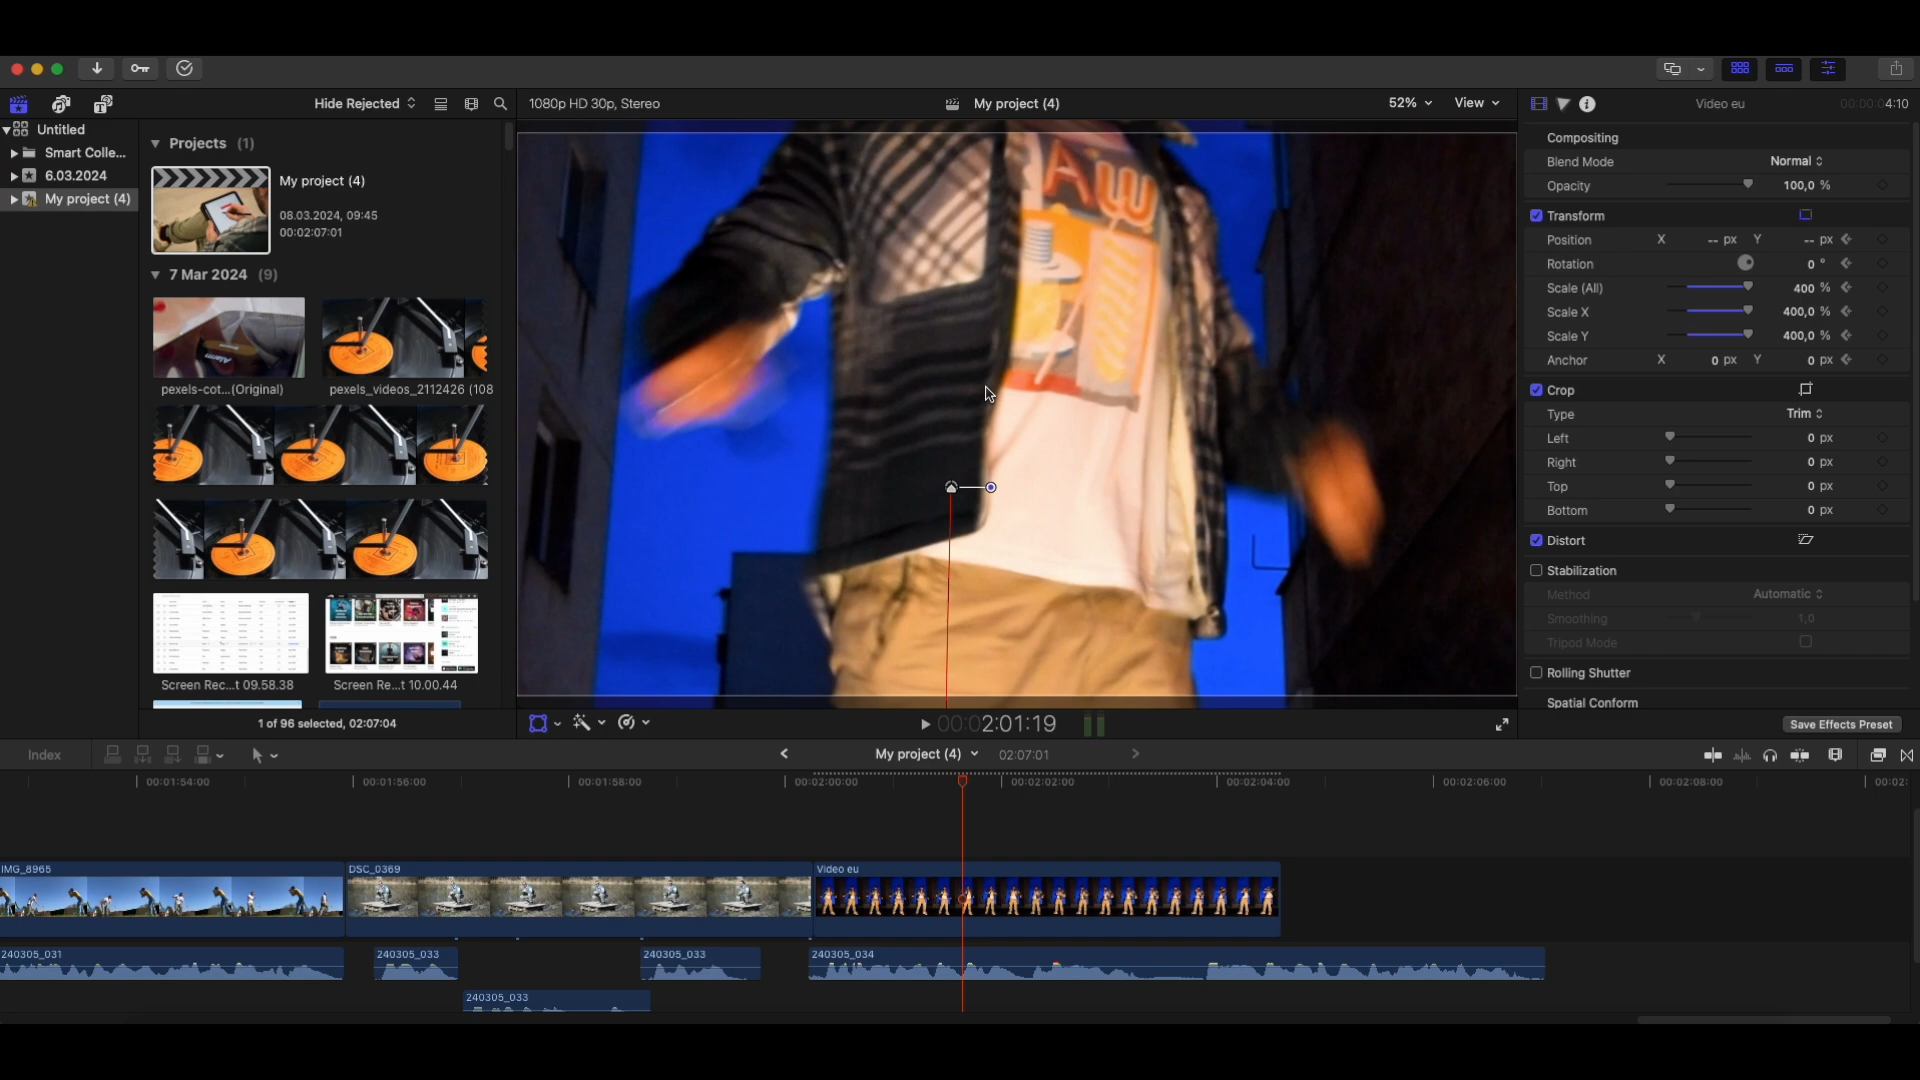 Hide Rejected
1080p HD 30p, Stereo
My project (4)
52%
View
Video eu
00:00:04:10
Untitled
Smart Colle...
6.03.2024
My project (4)
Projects (1)
My project (4)
08.03.2024, 09:45
00:02:07:01
7 Mar 2024 (9)
pexels-cot...(Original)
pexels_videos_2112426 (108
Screen Rec...t 09.58.38
Screen Re...t 10.00.44
1 of 96 selected, 02:07:04
Compositing
Blend Mode Normal
Opacity 100,0 %
Transform
Position X -- px Y -- px
Rotation 0 °
Scale (All) 400 %
Scale X 400,0 %
Scale Y 400,0 %
Anchor X 0 px Y 0 px
Crop
Type Trim
Left 0 px
Right 0 px
Top 0 px
Bottom 0 px
Distort
Stabilization
Method Automatic
Smoothing 1,0
Tripod Mode
Rolling Shutter
Spatial Conform
Save Effects Preset
00:02:01:19
Index
My project (4)
02:07:01
00:01:54:00
00:01:56:00
00:01:58:00
00:02:00:00
00:02:02:00
00:02:04:00
00:02:06:00
00:02:08:00
00:02:
IMG_8965
DSC_0369
Video eu
240305_031
240305_033
240305_033
240305_034
240305_033